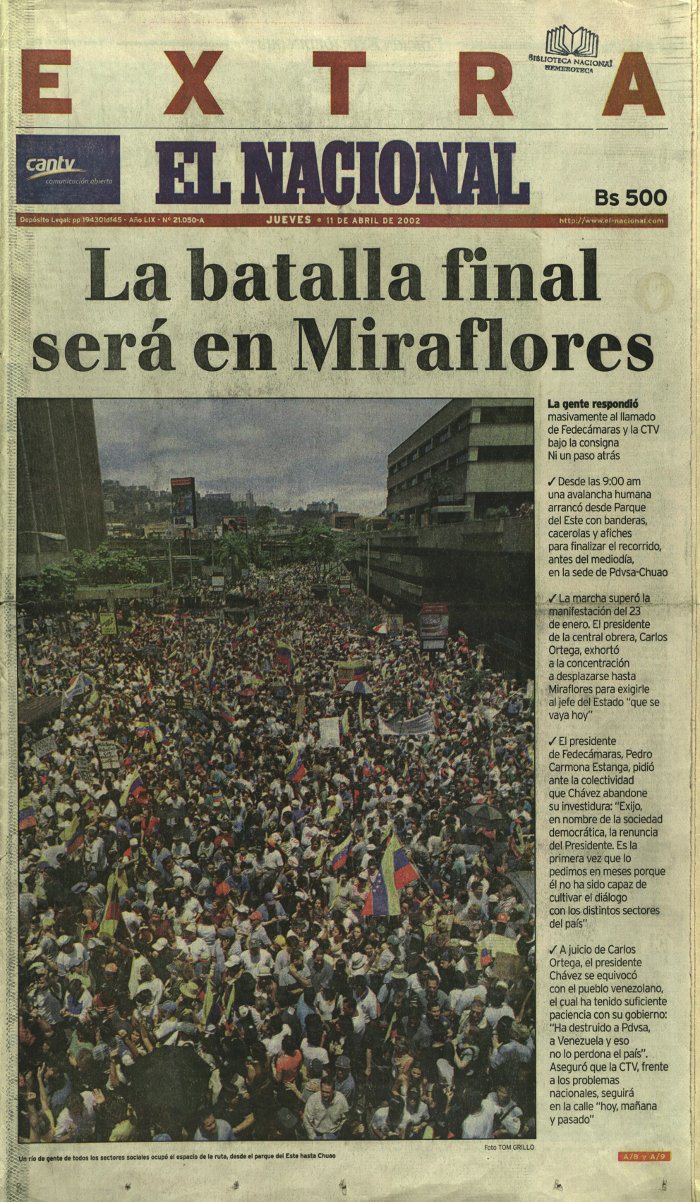 EXTRA
BIBLIOTECA NACIONAL
HEMEROTECA
cantv
comunicación abierta
EL NACIONAL
Bs 500
Depósito Legal: pp 194301df45 - Año LIX - Nº 21.050-A
JUEVES • 11 DE ABRIL DE 2002
http://www.el-nacional.com
La batalla final
será en Miraflores
La gente respondió
masivamente al llamado
de Fedecámaras y la CTV
bajo la consigna
Ni un paso atrás
✓ Desde las 9:00 am
una avalancha humana
arrancó desde Parque
del Este con banderas,
cacerolas y afiches
para finalizar el recorrido,
antes del mediodía,
en la sede de Pdvsa-Chuao
✓ La marcha superó la
manifestación del 23
de enero. El presidente
de la central obrera, Carlos
Ortega, exhortó
a la concentración
a desplazarse hasta
Miraflores para exigirle
al jefe del Estado “que se
vaya hoy”
✓ El presidente
de Fedecámaras, Pedro
Carmona Estanga, pidió
ante la colectividad
que Chávez abandone
su investidura: “Exijo,
en nombre de la sociedad
democrática, la renuncia
del Presidente. Es la
primera vez que lo
pedimos en meses porque
él no ha sido capaz de
cultivar el diálogo
con los distintos sectores
del país”
✓ A juicio de Carlos
Ortega, el presidente
Chávez se equivocó
con el pueblo venezolano,
el cual ha tenido suficiente
paciencia con su gobierno:
“Ha destruido a Pdvsa,
a Venezuela y eso
no lo perdona el país”.
Aseguró que la CTV, frente
a los problemas
nacionales, seguirá
en la calle “hoy, mañana
y pasado”
Foto TOM GRILLO
Un río de gente de todos los sectores sociales ocupó el espacio de la ruta, desde el parque del Este hasta Chuao
A/8 y A/9